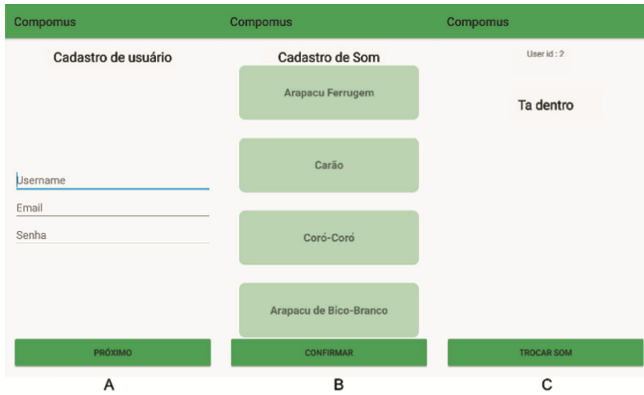 Compomus
Cadastro de usuário
Username
Email
Senha
PRÓXIMO
A
Compomus
Cadastro de Som
Arapacu Ferrugem
Carão
Coró-Coró
Arapacu de Bico-Branco
CONFIRMAR
B
Compomus
User id : 2
Ta dentro
TROCAR SOM
C